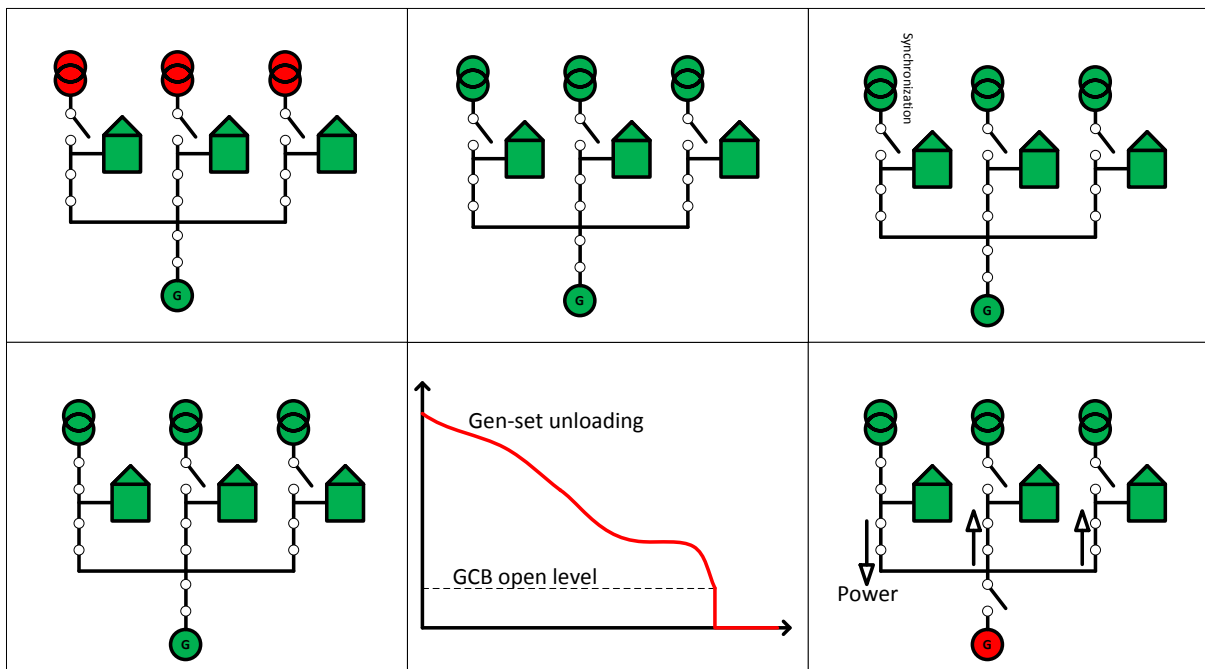 G
G
Synchronization
G
G
Gen-set unloading
GCB open level
Power
G